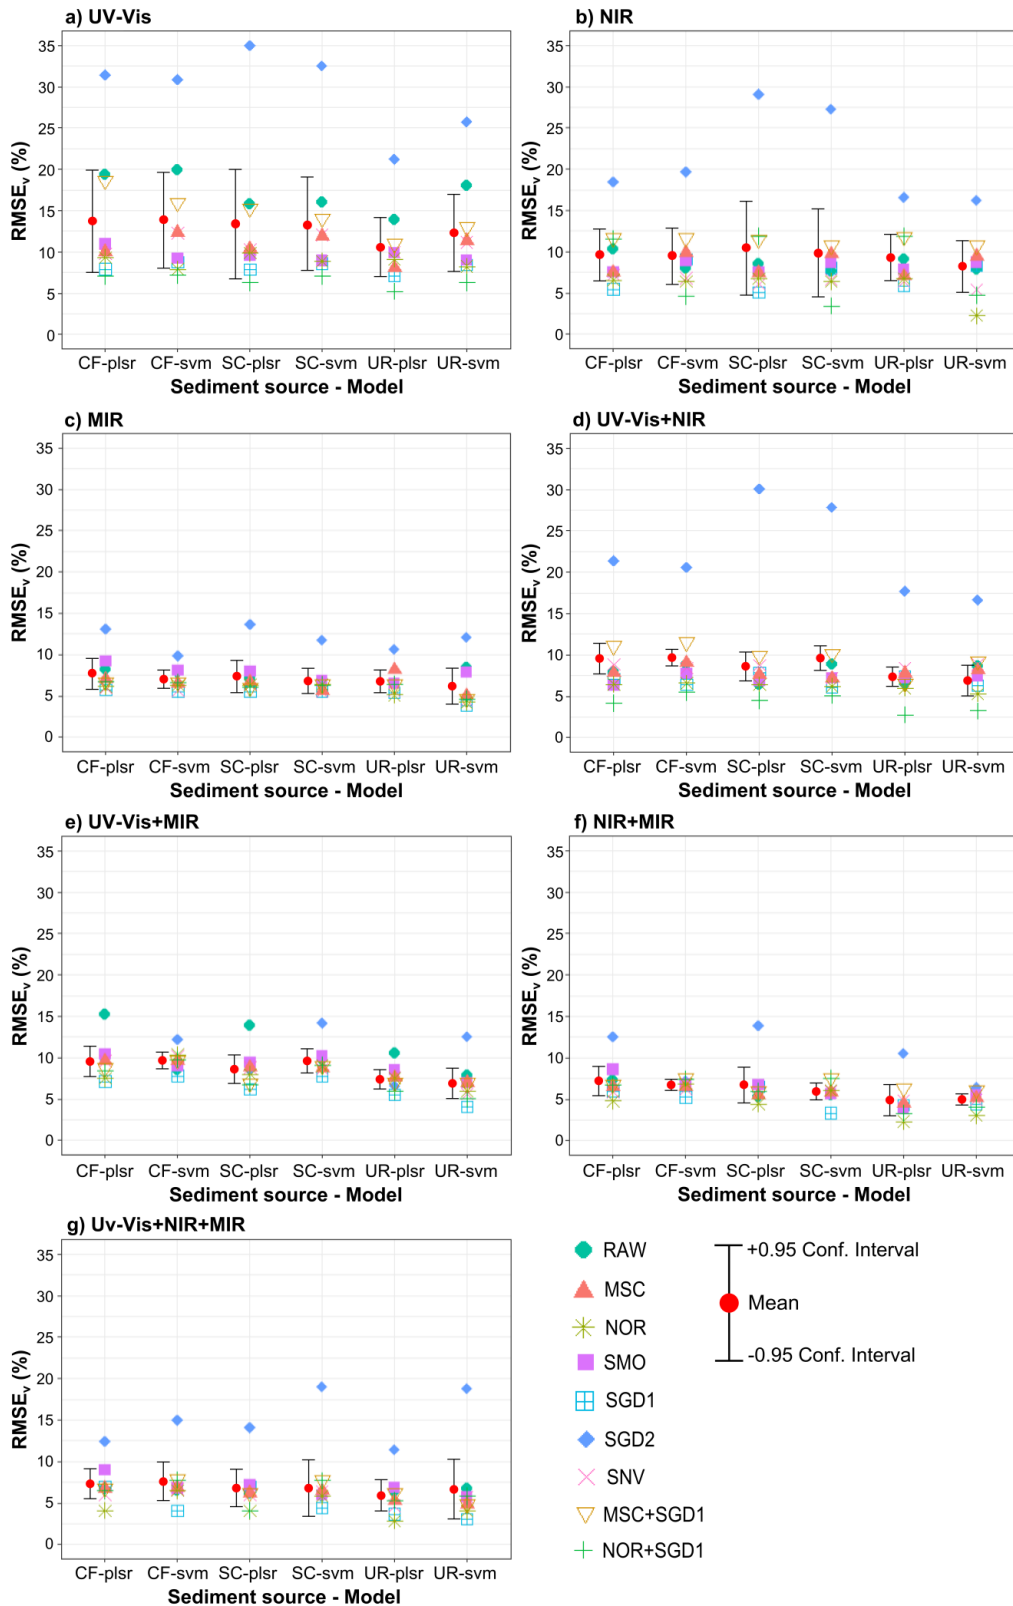 a) UV-Vis
35
30
25
20
15
10
5
0
RMSEv (%)
CF-plsr CF-svm SC-plsr SC-svm UR-plsr UR-svm
Sediment source - Model
b) NIR
35
30
25
20
15
10
5
0
RMSEv (%)
CF-plsr CF-svm SC-plsr SC-svm UR-plsr UR-svm
Sediment source - Model
c) MIR
35
30
25
20
15
10
5
0
RMSEv (%)
CF-plsr CF-svm SC-plsr SC-svm UR-plsr UR-svm
Sediment source - Model
d) UV-Vis+NIR
35
30
25
20
15
10
5
0
RMSEv (%)
CF-plsr CF-svm SC-plsr SC-svm UR-plsr UR-svm
Sediment source - Model
e) UV-Vis+MIR
35
30
25
20
15
10
5
0
RMSEv (%)
CF-plsr CF-svm SC-plsr SC-svm UR-plsr UR-svm
Sediment source - Model
f) NIR+MIR
35
30
25
20
15
10
5
0
RMSEv (%)
CF-plsr CF-svm SC-plsr SC-svm UR-plsr UR-svm
Sediment source - Model
g) Uv-Vis+NIR+MIR
35
30
25
20
15
10
5
0
RMSEv (%)
CF-plsr CF-svm SC-plsr SC-svm UR-plsr UR-svm
Sediment source - Model
RAW
MSC
NOR
SMO
SGD1
SGD2
SNV
MSC+SGD1
NOR+SGD1
+0.95 Conf. Interval
Mean
-0.95 Conf. Interval